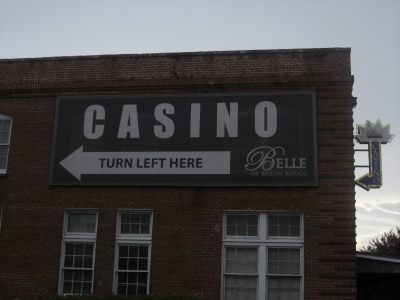 CASINO
TURN LEFT HERE
Belle
OF BATON ROUGE